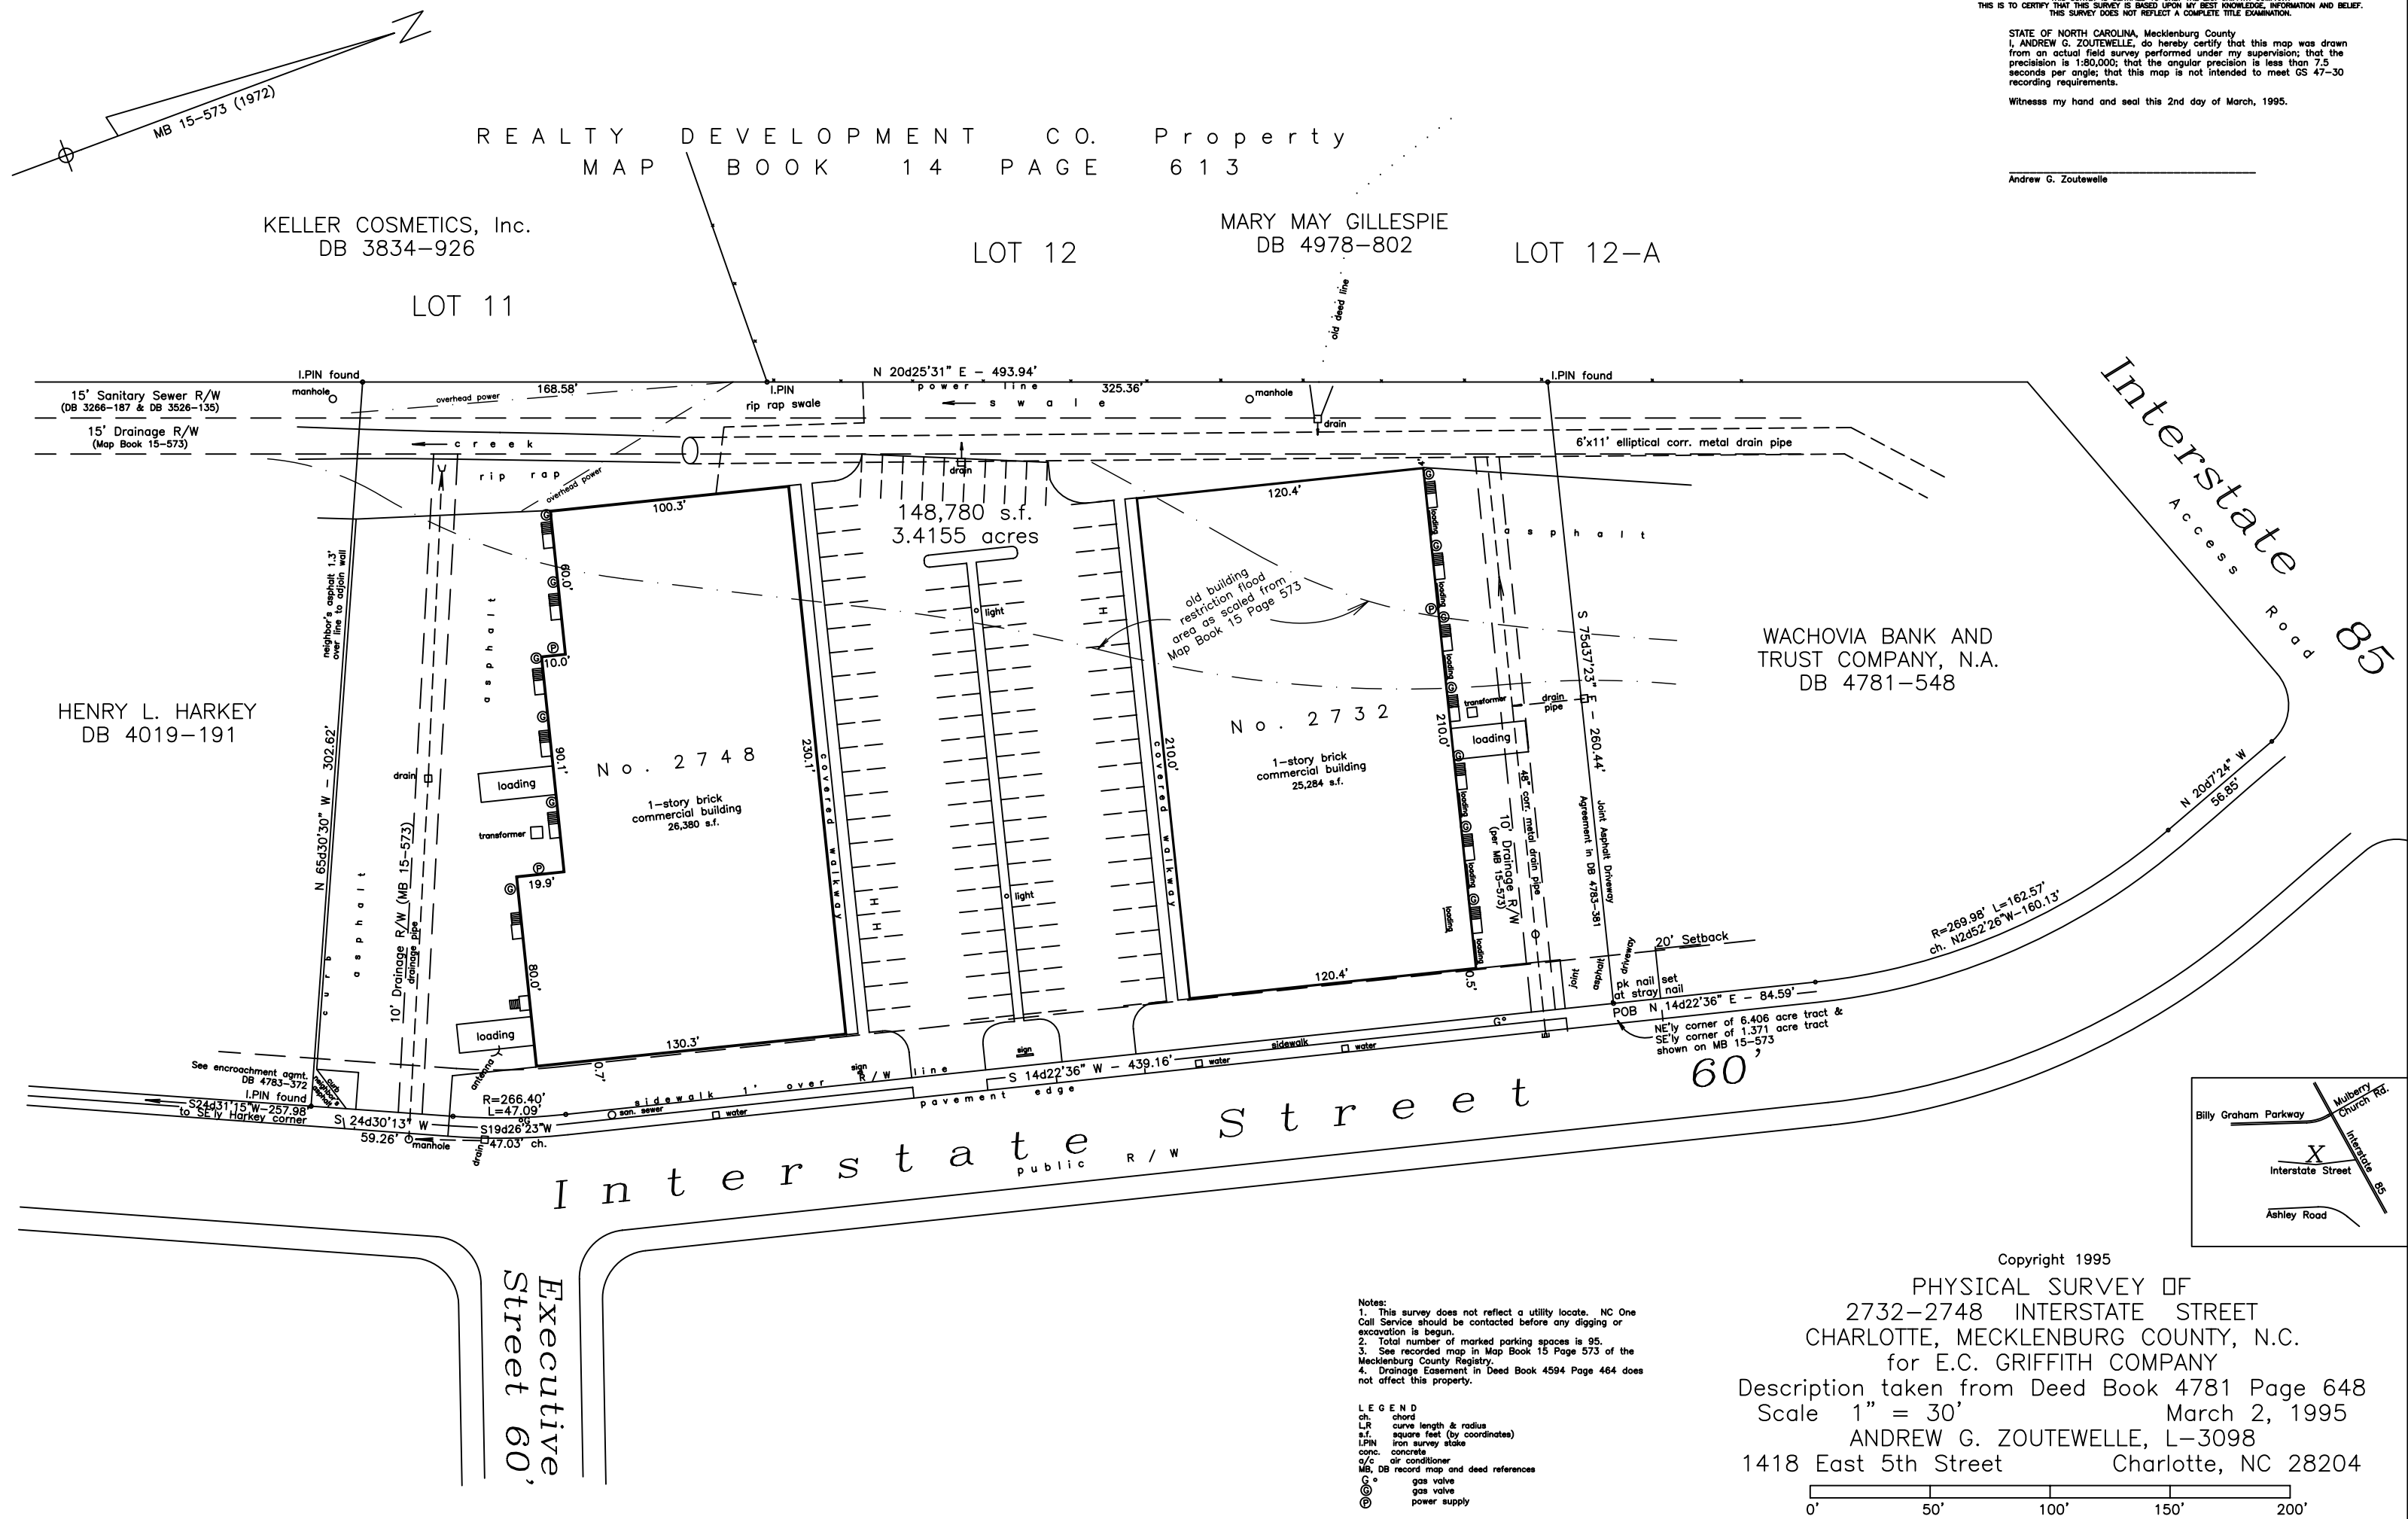 THIS IS TO CERTIFY THAT THIS SURVEY IS BASED UPON MY BEST KNOWLEDGE, INFORMATION AND BELIEF.
THIS SURVEY DOES NOT REFLECT A COMPLETE TITLE EXAMINATION.
STATE OF NORTH CAROLINA, Mecklenburg County
I, ANDREW G. ZOUTEWELLE, do hereby certify that this map was drawn
from an actual field survey performed under my supervision; that the
precisision is 1:80,000; that the angular precision is less than 7.5
seconds per angle; that this map is not intended to meet GS 47-30
recording requirements.
Witnesss my hand and seal this 2nd day of March, 1995.
Andrew G. Zoutewelle
Z
MB 15-573 (1972)
REALTY DEVELOPMENT CO. Property
MAP BOOK 14 PAGE 613
KELLER COSMETICS, Inc.
DB 3834-926
LOT 11
LOT 12
MARY MAY GILLESPIE
DB 4978-802
LOT 12-A
old deed line
Interstate 85
Access Road
I.PIN found
manhole
168.58'
overhead power
I.PIN
rip rap swale
N 20d25'31" E - 493.94'
power line
325.36'
swale
manhole
drain
I.PIN found
15' Sanitary Sewer R/W
(DB 3266-187 & DB 3526-135)
15' Drainage R/W
(Map Book 15-573)
creek
rip rap
overhead power
drain
6'x11' elliptical corr. metal drain pipe
148,780 s.f.
3.4155 acres
100.3'
120.4'
.4'
asphalt
neighbor's asphalt 1.3'
over line to adjoin wall
asphalt
60.0'
10.0'
90.1'
19.9'
80.0'
light
light
old building
restriction flood
area as scaled from
Map Book 15 Page 573
HENRY L. HARKEY
DB 4019-191
N 65d30'30" W - 302.62'
curb
asphalt
drain
10' Drainage R/W (MB 15-573)
drainage pipe
loading
transformer
loading
antenna
No. 2748
1-story brick
commercial building
26,380 s.f.
230.1'
covered walkway
130.3'
0.7'
H
H
H
210.0'
covered walkway
No. 2732
1-story brick
commercial building
25,284 s.f.
210.0'
120.4'
0.5'
loading
loading
loading
loading
loading
loading
loading
loading
loading
loading
transformer
loading
drain
pipe
48" corr. metal drain pipe
10' Drainage R/W
(per MB 15-573)
S 75d37'23" E - 260.44'
Joint Asphalt Driveway
Agreement in DB 4783-381
WACHOVIA BANK AND
TRUST COMPANY, N.A.
DB 4781-548
N 20d7'24" W
56.85'
R=269.98' L=162.57'
ch. N2d52'26"W-160.13'
20' Setback
joint
asphalt
driveway
pk nail set
at stray nail
POB
N 14d22'36" E - 84.59'
NE'ly corner of 6.406 acre tract &
SE'ly corner of 1.371 acre tract
shown on MB 15-573
See encroachment agmt.
DB 4783-372
I.PIN found
S24d31'15"W-257.98'
to SE'ly Harkey corner
neighbor's
asphalt
curb
S 24d30'13" W
59.26'
manhole
drain
R=266.40'
L=47.09'
S19d26'23"W
47.03' ch.
sidewalk 1' over R/W line
san. sewer
water
sign
sign
S 14d22'36" W - 439.16'
pavement edge
water
sidewalk
water
G°
Interstate Street 60'
public R/W
Executive
Street 60'
Billy Graham Parkway
Mulberry
Church Rd.
X
Interstate Street
Interstate 85
Ashley Road
Notes:
1. This survey does not reflect a utility locate. NC One
Call Service should be contacted before any digging or
excavation is begun.
2. Total number of marked parking spaces is 95.
3. See recorded map in Map Book 15 Page 573 of the
Mecklenburg County Registry.
4. Drainage Easement in Deed Book 4594 Page 464 does
not affect this property.
LEGEND
ch. chord
L,R curve length & radius
s.f. square feet (by coordinates)
I.PIN iron survey stake
conc. concrete
a/c air conditioner
MB, DB record map and deed references
G° gas valve
G gas valve
P power supply
Copyright 1995
PHYSICAL SURVEY OF
2732-2748 INTERSTATE STREET
CHARLOTTE, MECKLENBURG COUNTY, N.C.
for E.C. GRIFFITH COMPANY
Description taken from Deed Book 4781 Page 648
Scale 1" = 30' March 2, 1995
ANDREW G. ZOUTEWELLE, L-3098
1418 East 5th Street Charlotte, NC 28204
0' 50' 100' 150' 200'